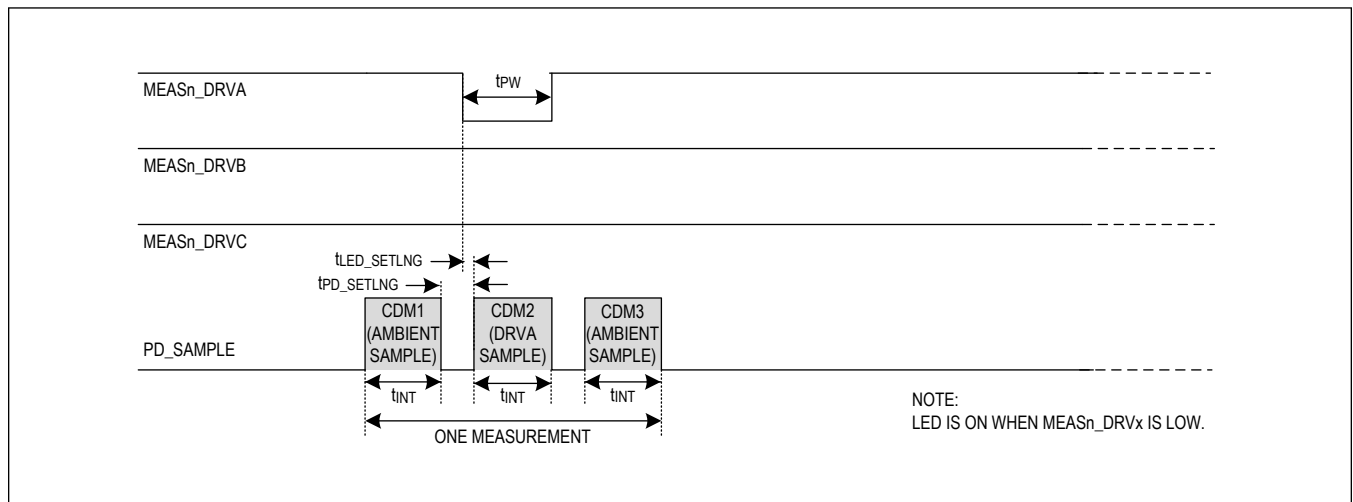 MEASn_DRVA
tPW
MEASn_DRVB
MEASn_DRVC
tLED_SETLNG
tPD_SETLNG
PD_SAMPLE
CDM1
(AMBIENT
SAMPLE)
CDM2
(DRVA
SAMPLE)
CDM3
(AMBIENT
SAMPLE)
tINT
tINT
tINT
ONE MEASUREMENT
NOTE:
LED IS ON WHEN MEASn_DRVx IS LOW.